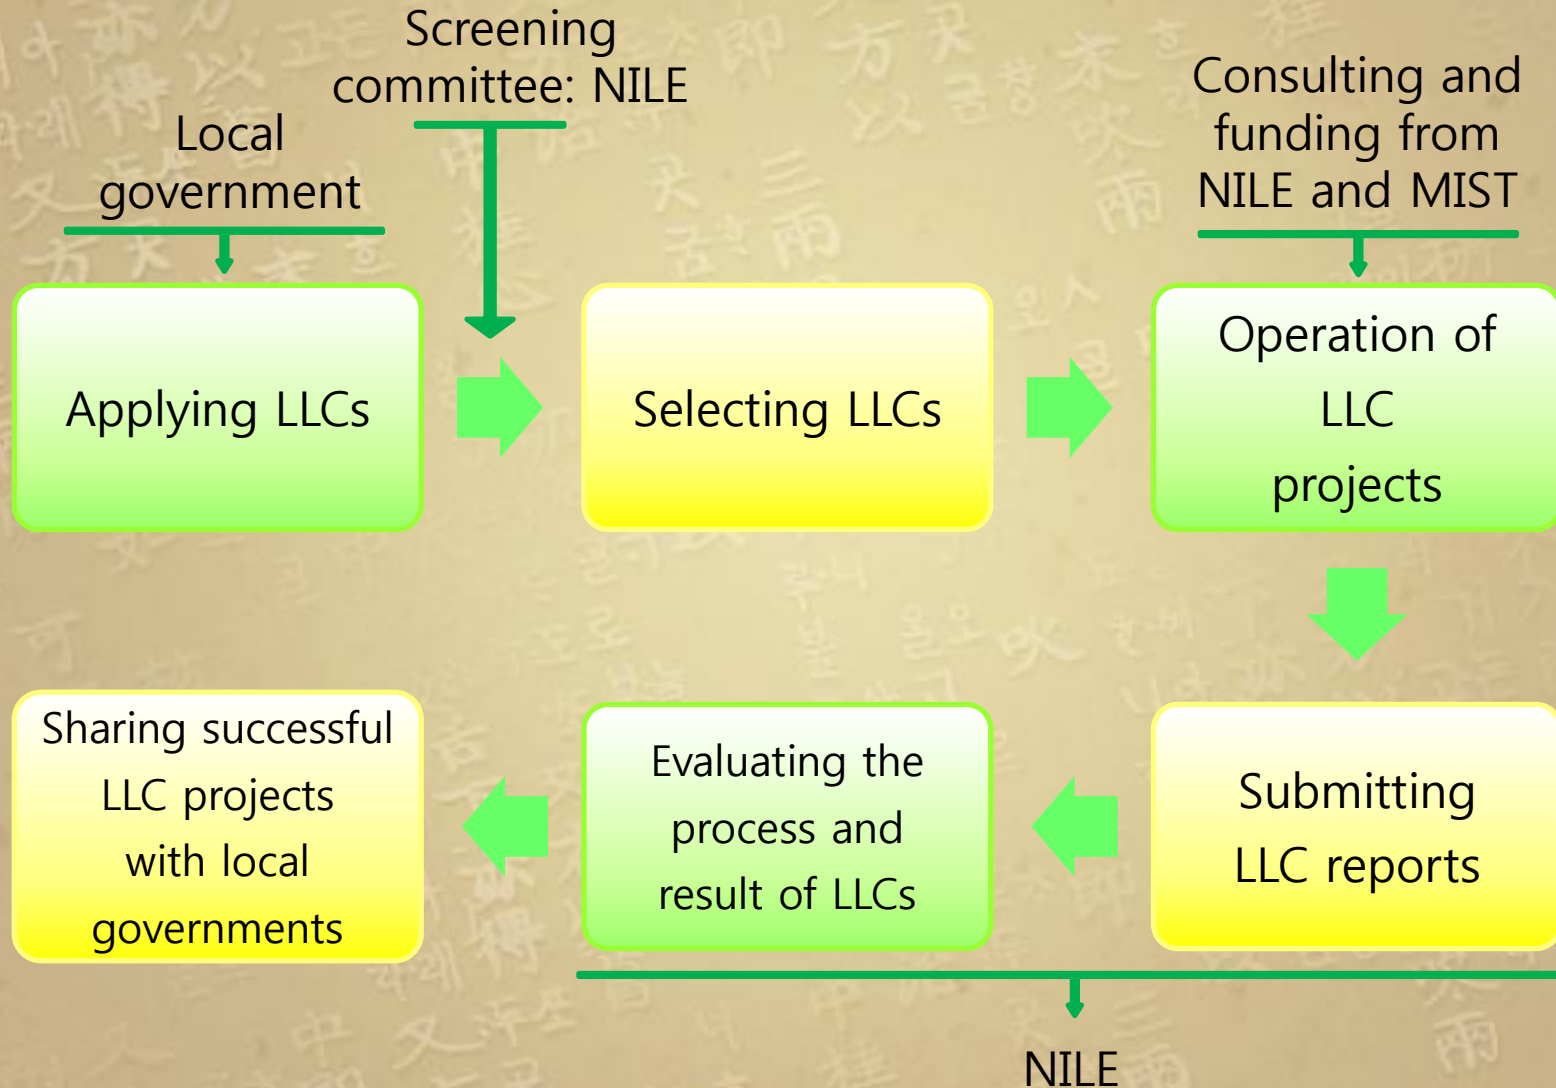 Screening
committee: NILE
Local
government
Consulting and
funding from
NILE and MIST
Applying LLCs
Selecting LLCs
Operation of
LLC
projects
Sharing successful
LLC projects
with local
governments
Evaluating the
process and
result of LLCs
Submitting
LLC reports
NILE